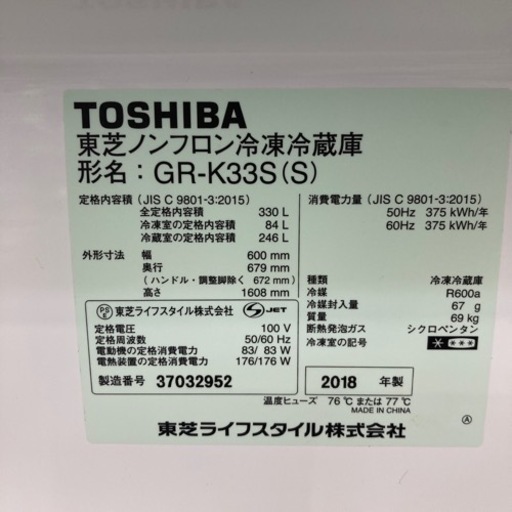 TOSHIBA
東芝ノンフロン冷凍冷蔵庫
形名：GR-K33S(S)
定格内容積（JIS C 9801-3:2015）
全定格内容積 330 L
冷凍室の定格内容積 84 L
冷蔵室の定格内容積 246 L
外形寸法 幅 600 mm
奥行 679 mm
（ハンドル・調整脚除く 672 mm）
高さ 1608 mm
消費電力量（JIS C 9801-3:2015）
50Hz 375 kWh/年
60Hz 375 kWh/年
種類 冷凍冷蔵庫
冷媒 R600a
冷媒封入量 67 g
質量 69 kg
断熱発泡ガス シクロペンタン
冷凍室の記号
PSE 東芝ライフスタイル株式会社 JET
定格電圧 100 V
定格周波数 50/60 Hz
電動機の定格消費電力 83/ 83 W
電熱装置の定格消費電力 176/176 W
製造番号 37032952
2018 年製
温度ヒューズ 76℃ または 77℃
MADE IN CHINA
Ⓐ
東芝ライフスタイル株式会社